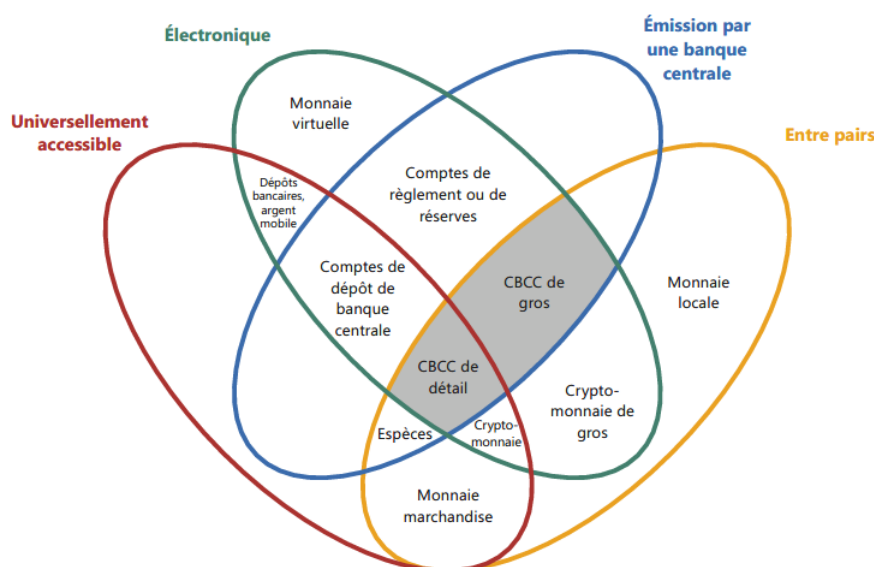 Électronique
Émission par
une banque
centrale
Universellement
accessible
Entre pairs
Monnaie
virtuelle
Dépôts
bancaires,
argent
mobile
Comptes de
règlement ou de
réserves
Comptes de
dépôt de
banque
centrale
CBCC de
gros
Monnaie
locale
CBCC de
détail
Crypto-
monnaie de
gros
Espèces
Crypto-
monnaie
Monnaie
marchandise